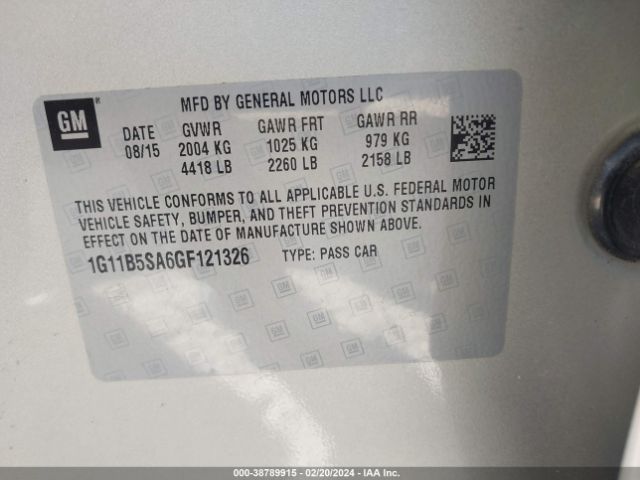 GM
MFD BY GENERAL MOTORS LLC
DATE GVWR GAWR FRT GAWR RR
08/15 2004 KG 1025 KG 979 KG
4418 LB 2260 LB 2158 LB
THIS VEHICLE CONFORMS TO ALL APPLICABLE U.S. FEDERAL MOTOR
VEHICLE SAFETY, BUMPER, AND THEFT PREVENTION STANDARDS IN
EFFECT ON THE DATE OF MANUFACTURE SHOWN ABOVE.
1G11B5SA6GF121326 TYPE: PASS CAR
000-38789915 - 02/20/2024 - IAA Inc.